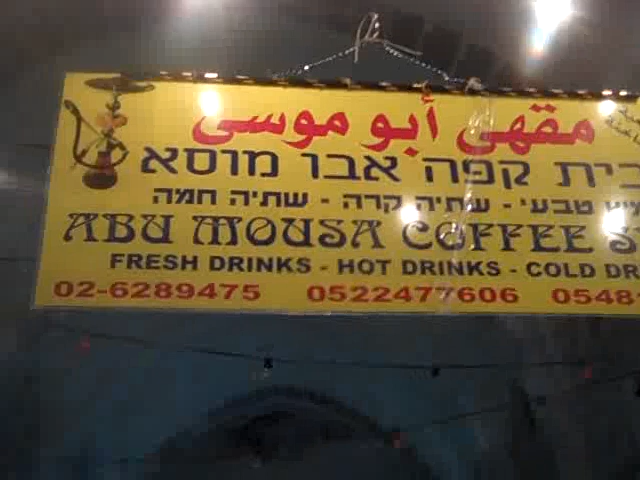 مقهى أبو موسى
בית קפה אבו מוסא
טבעי - שתיה קרה - שתיה חמה
ABU MOUSA COFFEE
FRESH DRINKS - HOT DRINKS - COLD
02-6289475 0522477606